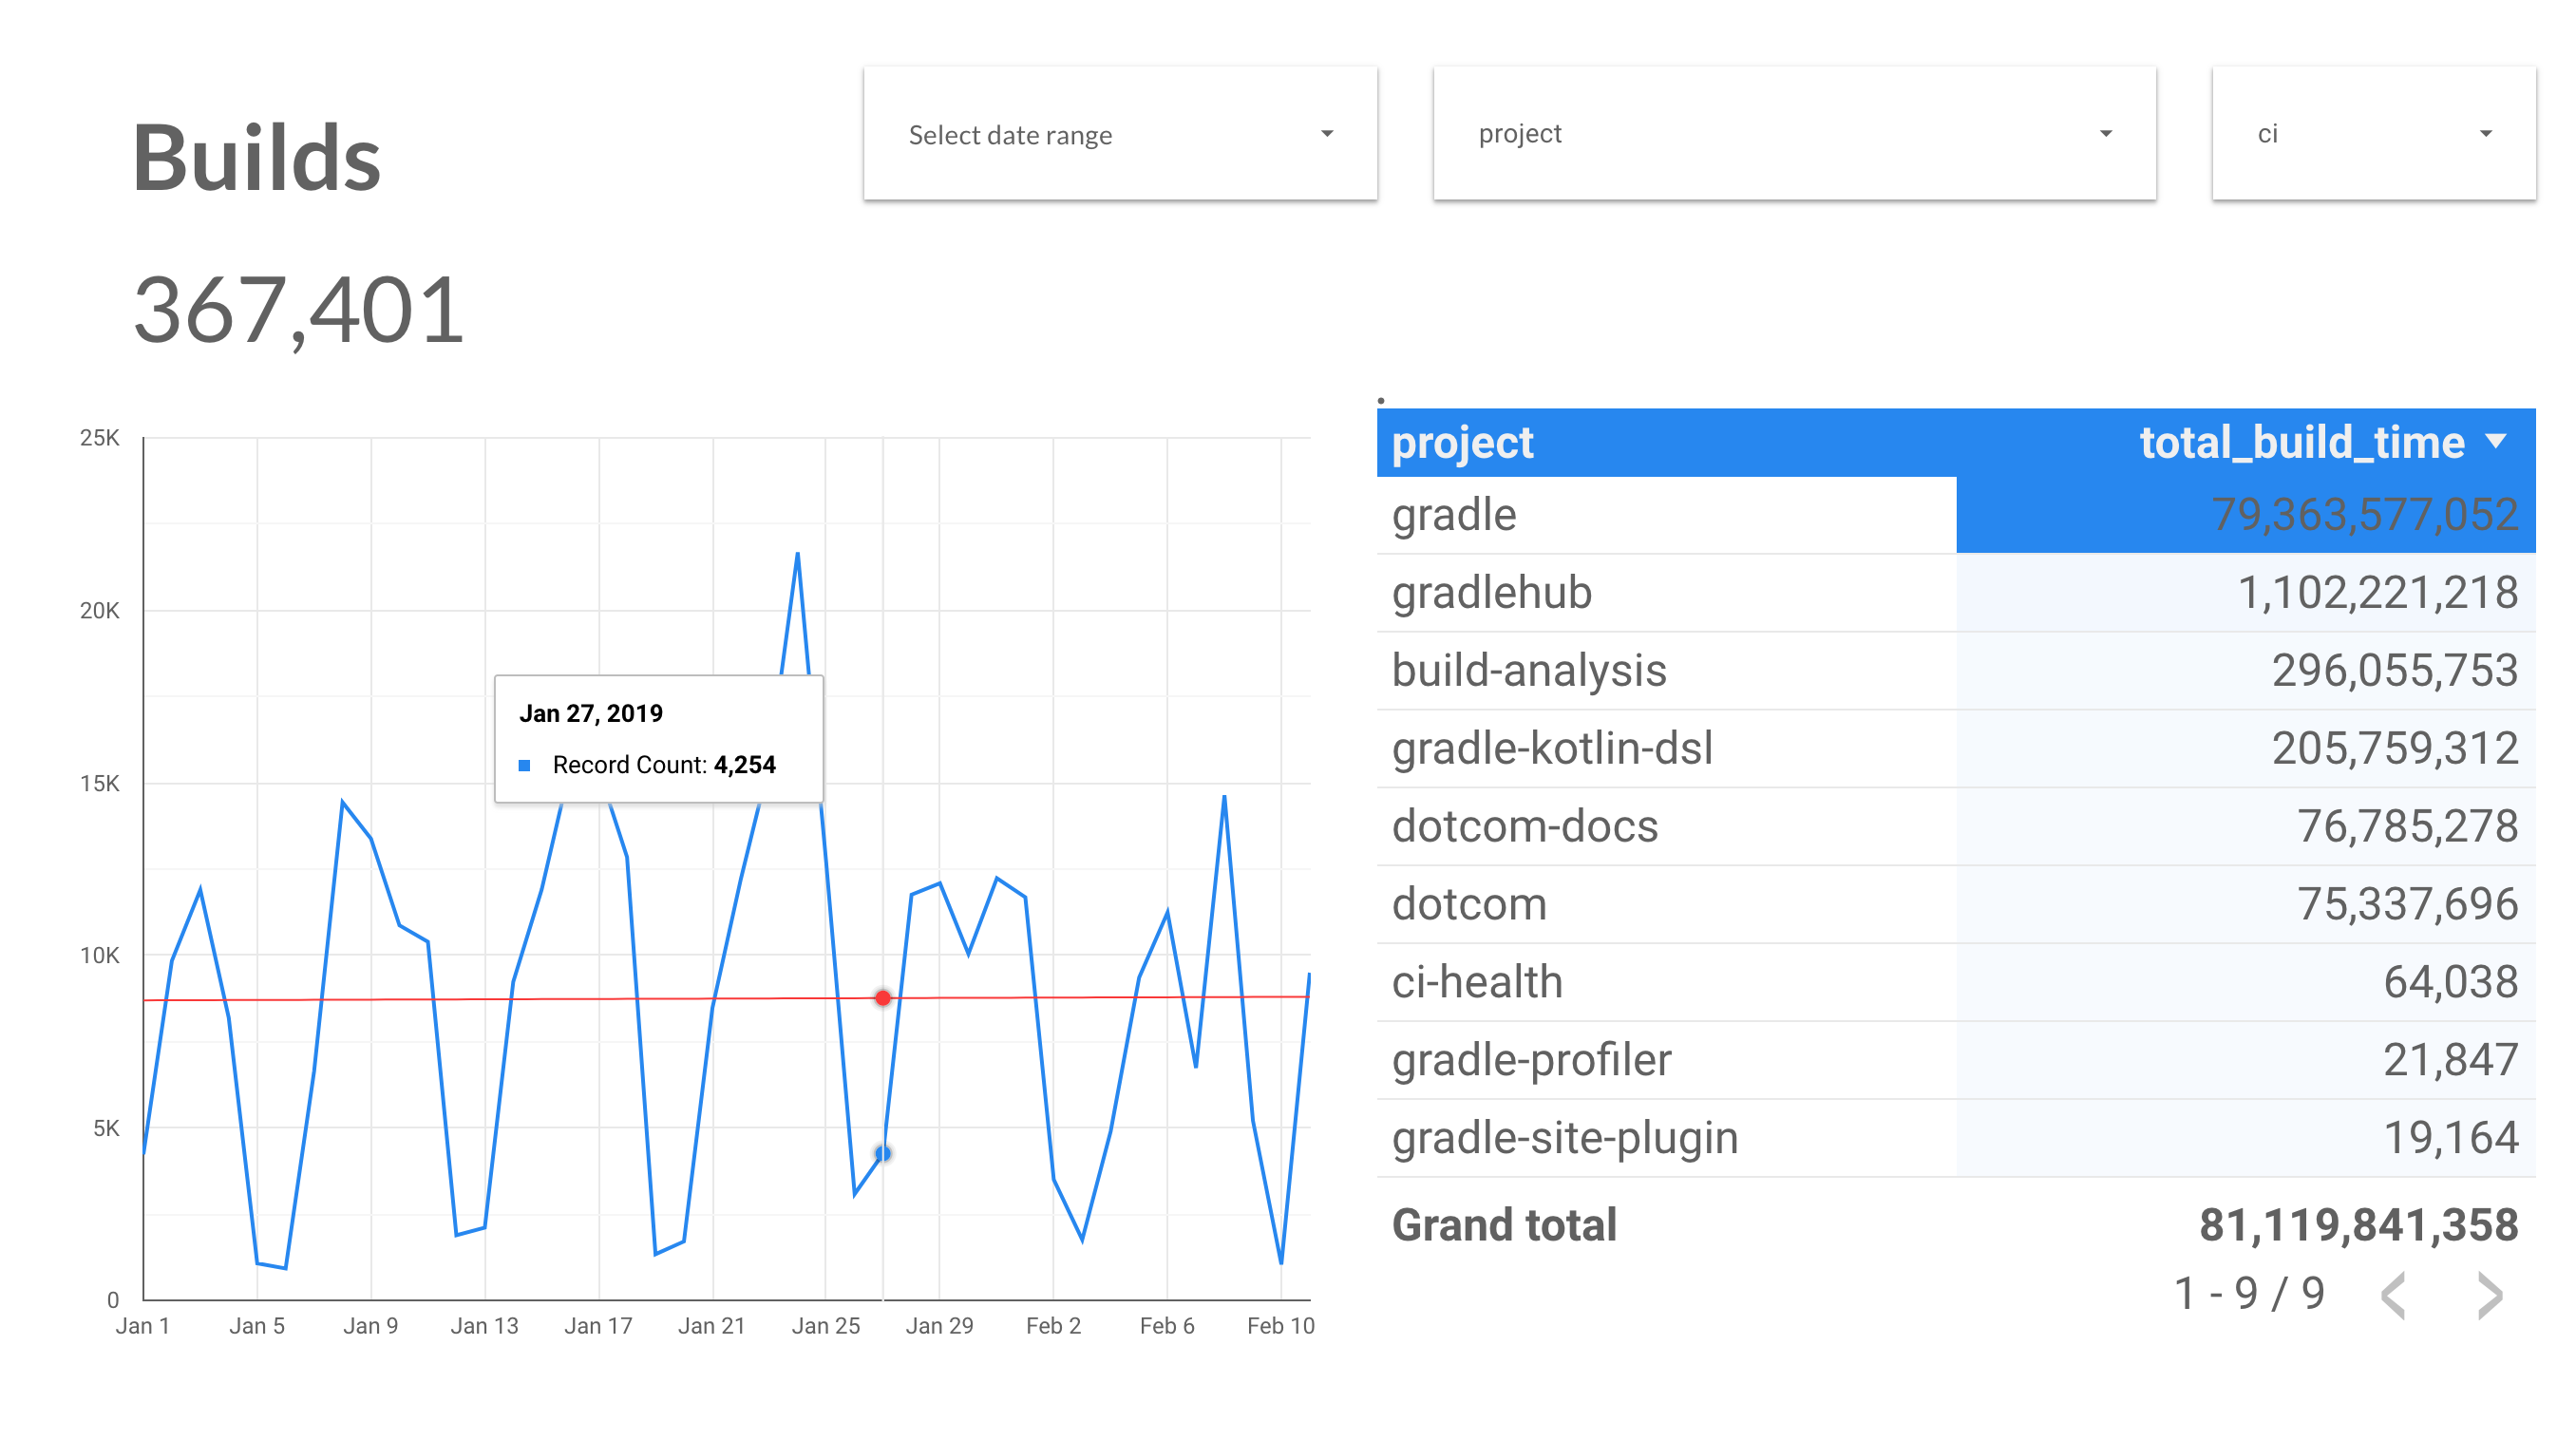 Builds
Select date range
project
ci
367,401
25K
20K
15K
10K
5K
0
Jan 27, 2019
Record Count: 4,254
Jan 1 Jan 5 Jan 9 Jan 13 Jan 17 Jan 21 Jan 25 Jan 29 Feb 2 Feb 6 Feb 10
.
project total_build_time
gradle 79,363,577,052
gradlehub 1,102,221,218
build-analysis 296,055,753
gradle-kotlin-dsl 205,759,312
dotcom-docs 76,785,278
dotcom 75,337,696
ci-health 64,038
gradle-profiler 21,847
gradle-site-plugin 19,164
Grand total 81,119,841,358
1 - 9 / 9